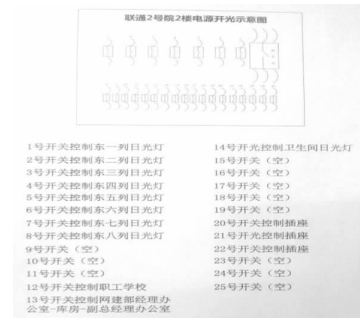 联通2号院2楼电源开光示意图
1号开关控制东一列日光灯
2号开关控制东二列日光灯
3号开关控制东三列日光灯
4号开关控制东四列日光灯
5号开关控制东五列日光灯
6号开关控制东六列日光灯
7号开关控制东七列日光灯
8号开关控制东八列日光灯
9号开关（空）
10号开关（空）
11号开关（空）
12号开关控制职工学校
13号开关控制网建部经理办
公室-库房-副总经理办公室
14号开光控制卫生间日光灯
15号开关（空）
16号开关（空）
17号开关（空）
18号开关（空）
19号开关（空）
20号开关控制插座
21号开光控制插座
22号开关控制插座
23号开关（空）
24号开关（空）
25号开关（空）